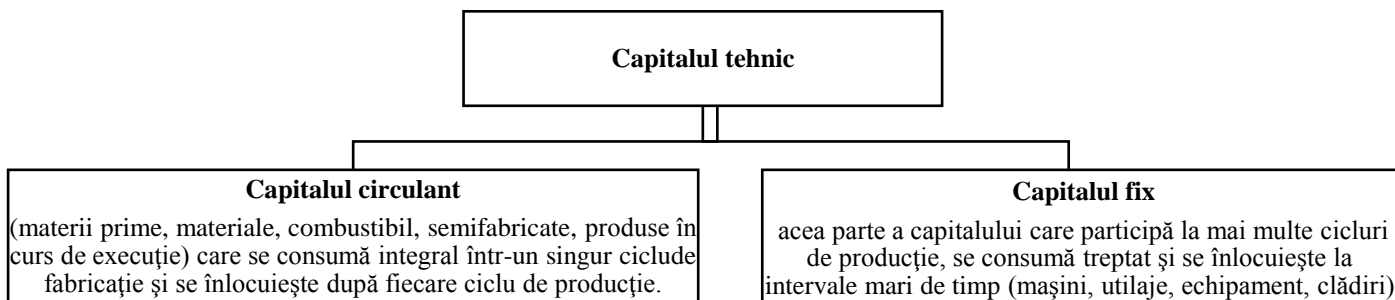 Capitalul tehnic
Capitalul circulant
(materii prime, materiale, combustibil, semifabricate, produse în
curs de execuţie) care se consumă integral într-un singur ciclude
fabricaţie şi se înlocuieşte după fiecare ciclu de producţie.
Capitalul fix
acea parte a capitalului care participă la mai multe cicluri
de producţie, se consumă treptat şi se înlocuieşte la
intervale mari de timp (maşini, utilaje, echipament, clădiri).